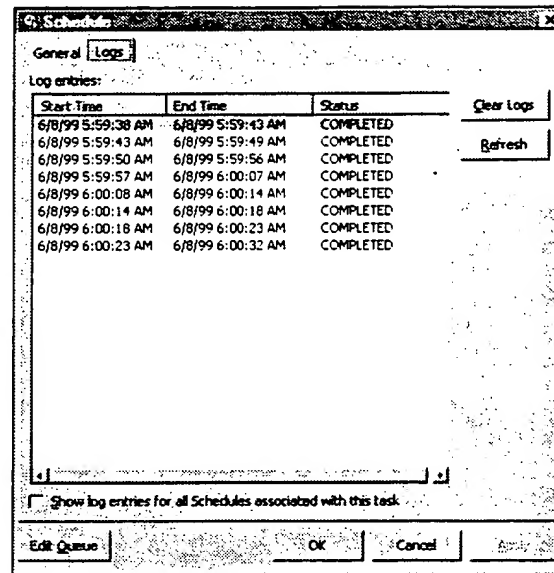 Schedule
General Logs
Log entries:
Start Time End Time Status
6/8/99 5:59:38 AM 6/8/99 5:59:43 AM COMPLETED
6/8/99 5:59:43 AM 6/8/99 5:59:49 AM COMPLETED
6/8/99 5:59:50 AM 6/8/99 5:59:56 AM COMPLETED
6/8/99 5:59:57 AM 6/8/99 6:00:07 AM COMPLETED
6/8/99 6:00:08 AM 6/8/99 6:00:14 AM COMPLETED
6/8/99 6:00:14 AM 6/8/99 6:00:18 AM COMPLETED
6/8/99 6:00:18 AM 6/8/99 6:00:23 AM COMPLETED
6/8/99 6:00:23 AM 6/8/99 6:00:32 AM COMPLETED
Clear Logs
Refresh
Show log entries for all Schedules associated with this task
Edit Queue OK Cancel Apply